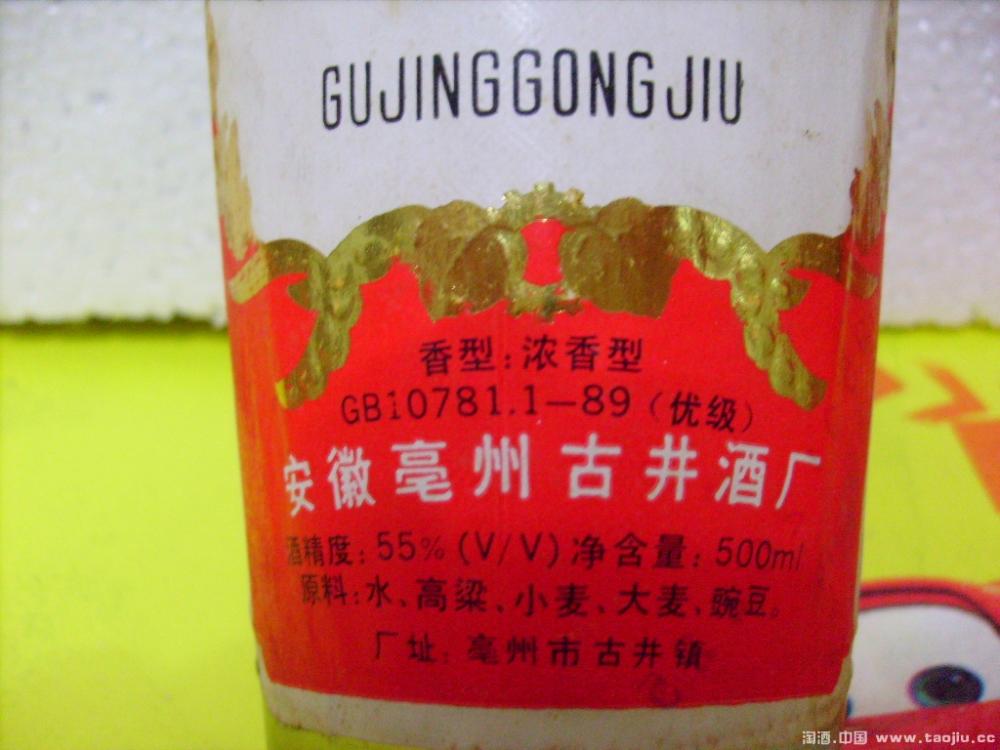 GUJINGGONGJIU
香型：浓香型
GB10781.1—89（优级）
安徽亳州古井酒厂
酒精度：55%(V/V) 净含量：500ml
原料：水、高粱、小麦、大麦、豌豆。
厂址：亳州市古井镇
淘酒.中国 www.taojiu.cc